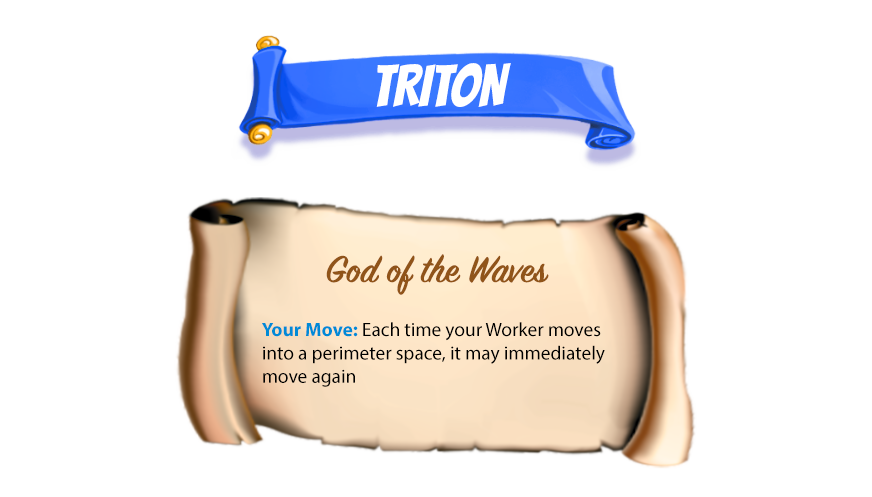 TRITON
God of the Waves
Your Move: Each time your Worker moves
into a perimeter space, it may immediately
move again